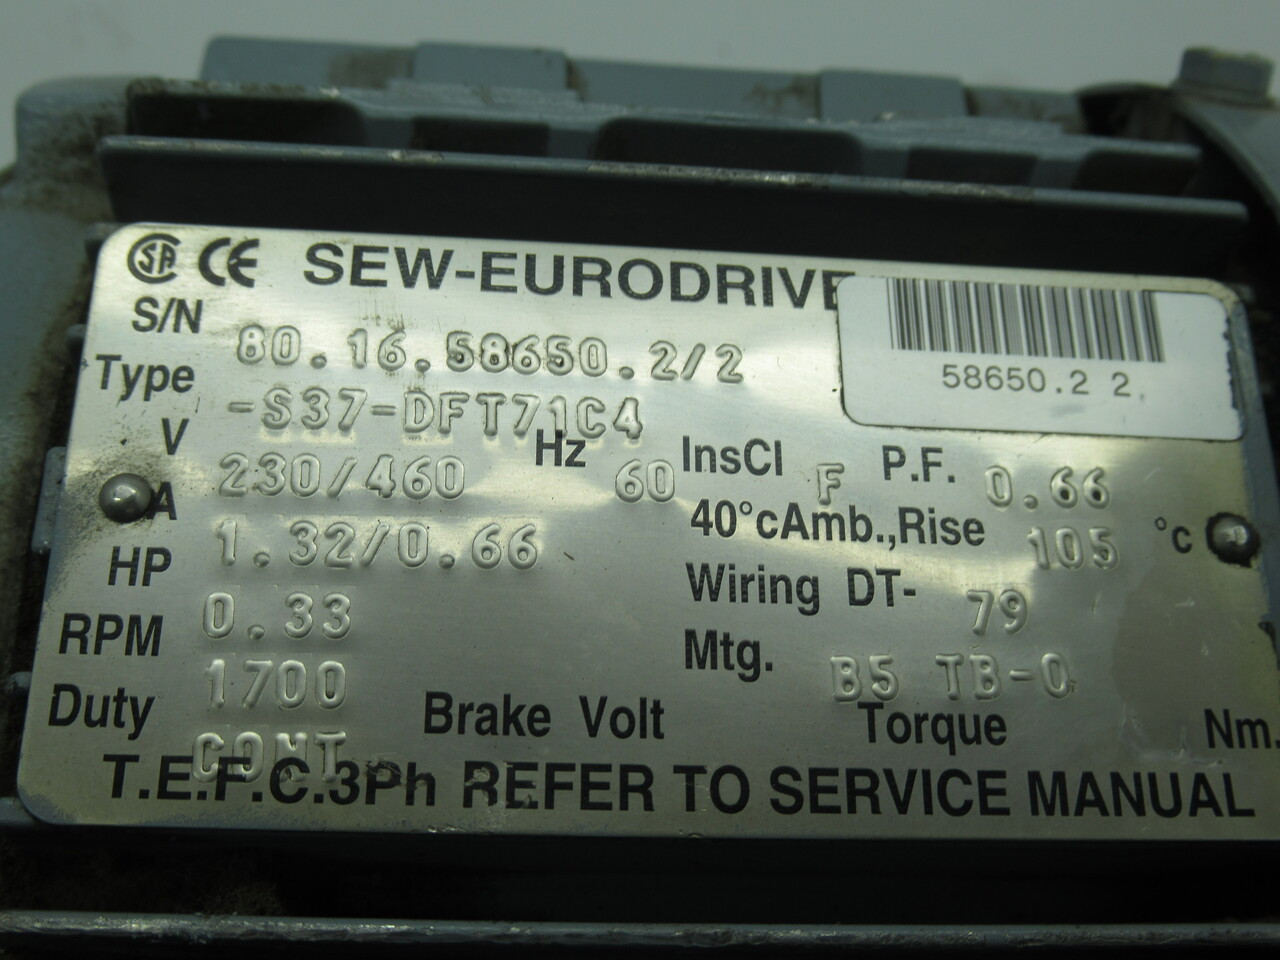 SA CE SEW-EURODRIVE
58650.2 2
S/N 80.16.58650.2/2
Type -S37-DFT71C4
V 230/460 Hz 60 InsCl F P.F. 0.66
A 1.32/0.66 40°cAmb.,Rise 105 °c
HP 0.33 Wiring DT- 79
RPM 1700 Mtg. B5 TB-0
Duty CONT Brake Volt Torque Nm.
T.E.F.C.3Ph REFER TO SERVICE MANUAL